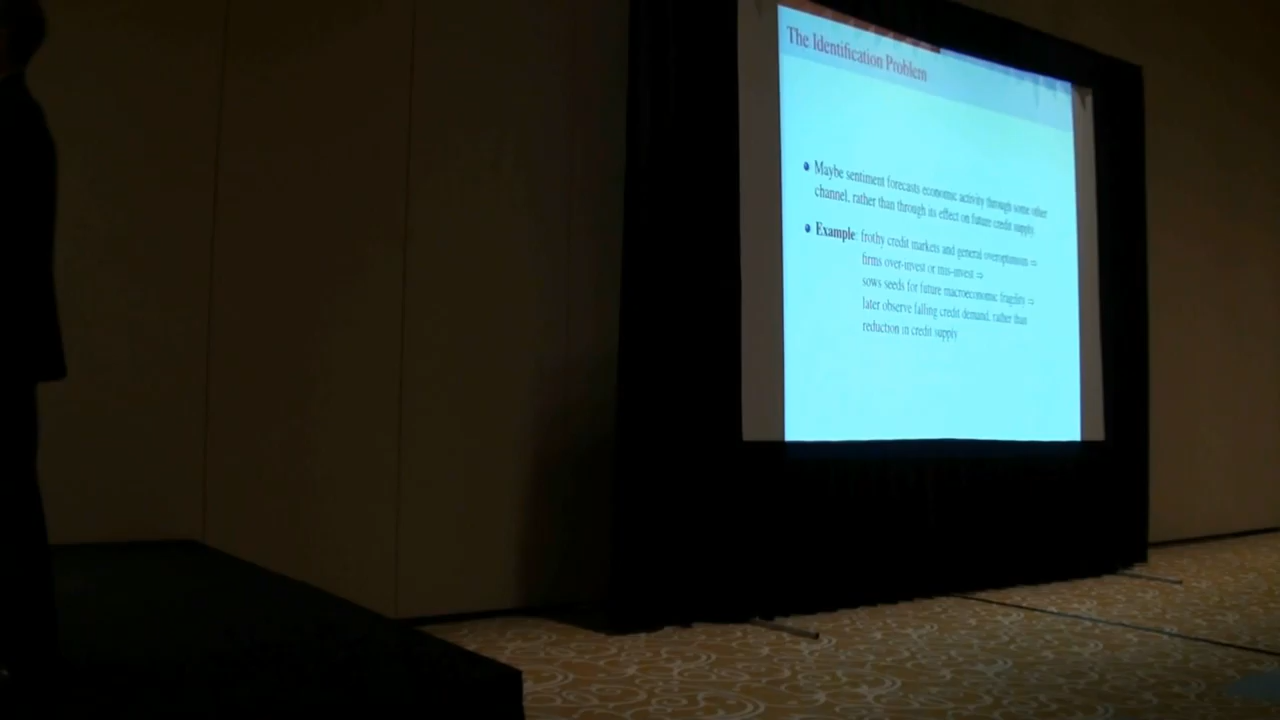 The Identification Problem
Maybe sentiment forecasts economic activity through some other
channel, rather than through its effect on future credit supply.
Example: frothy credit markets and general overoptimism ⇒
firms over-invest or mis-invest ⇒
sows seeds for future macroeconomic fragility ⇒
later observe falling credit demand, rather than
reduction in credit supply